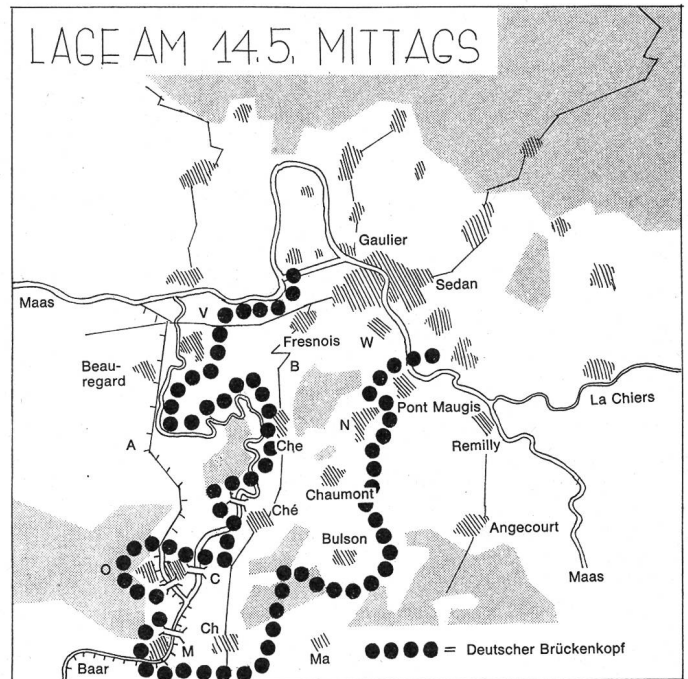 LAGE AM 14.5. MITTAGS
Gaulier
Sedan
Maas
V
Fresnois
W
Beau-
regard
B
La Chiers
Pont Maugis
N
A
Che
Remilly
Chaumont
Ché
Angecourt
Bulson
O
C
Maas
Ch
M
Ma
= Deutscher Brückenkopf
Baar